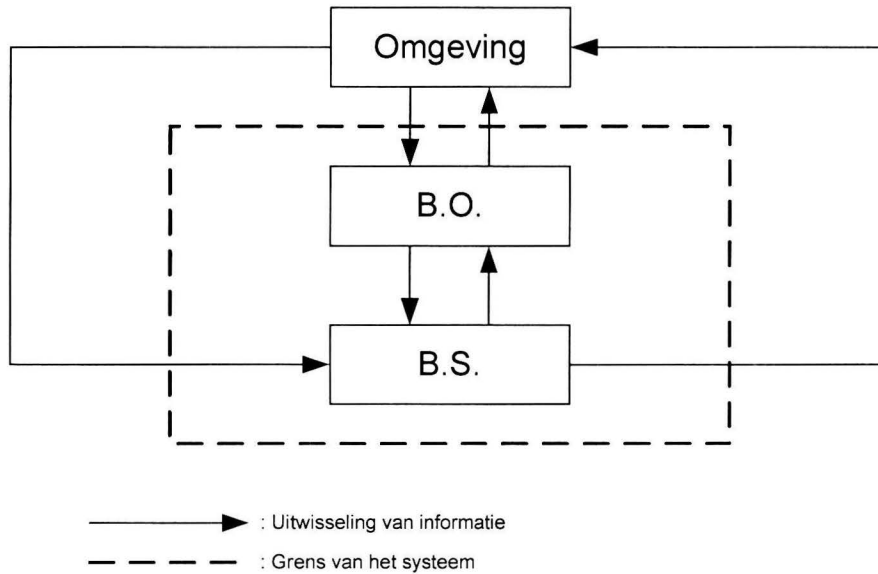 Omgeving
B.O.
B.S.
: Uitwisseling van informatie
: Grens van het systeem